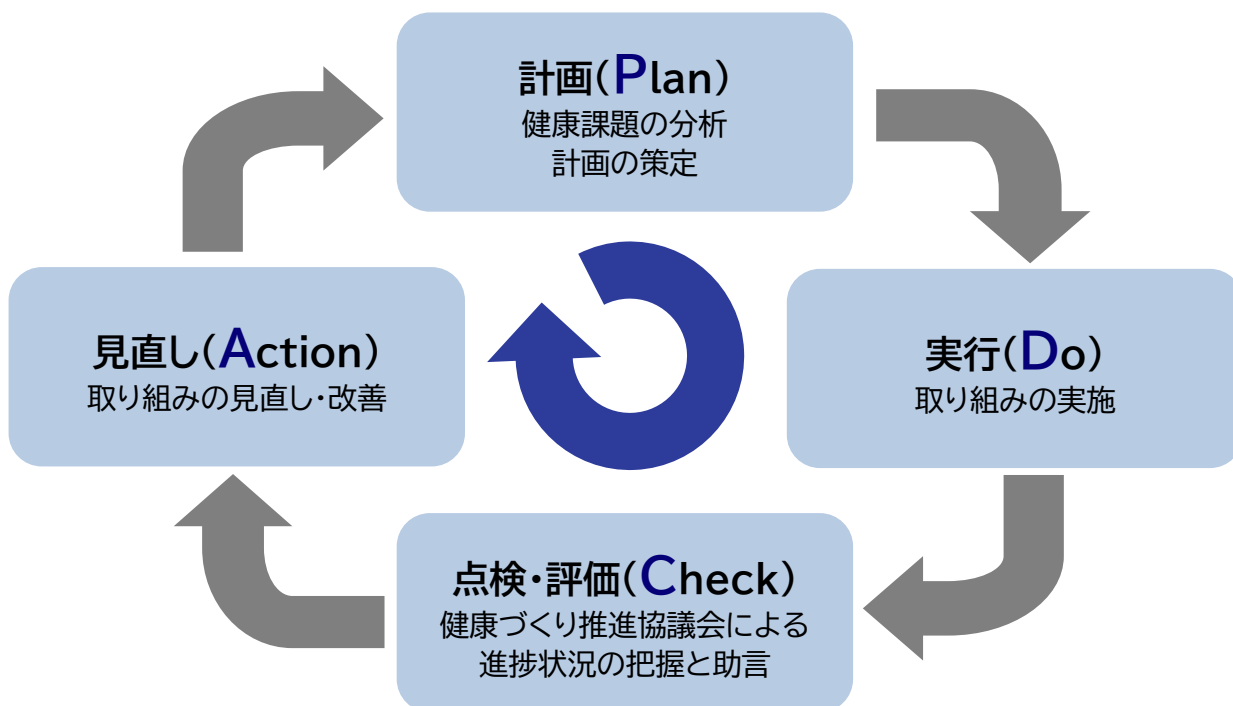 計画(Plan)
健康課題の分析
計画の策定
実行(Do)
取り組みの実施
点検・評価(Check)
健康づくり推進協議会による
進捗状況の把握と助言
見直し(Action)
取り組みの見直し・改善